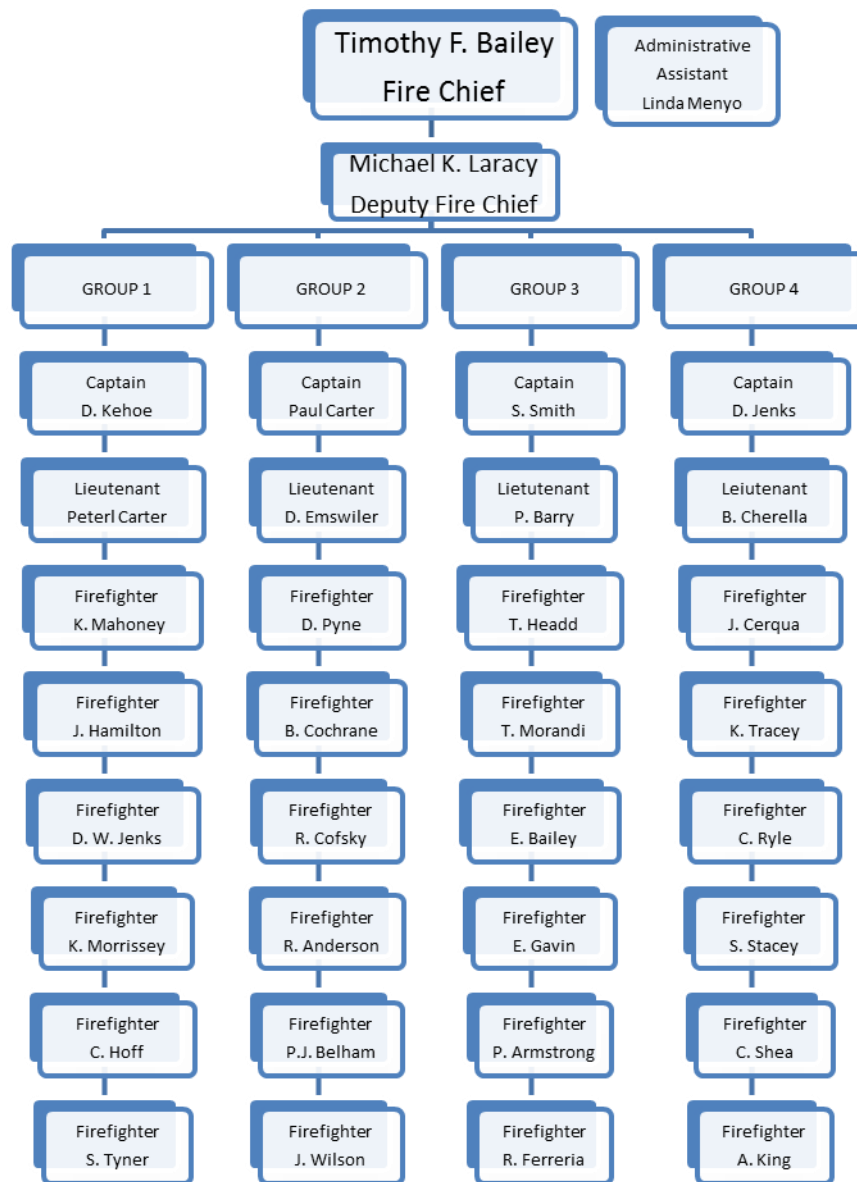 Timothy F. Bailey
Fire Chief
Administrative
Assistant
Linda Menyo
Michael K. Laracy
Deputy Fire Chief
GROUP 1
Captain
D. Kehoe
Lieutenant
Peterl Carter
Firefighter
K. Mahoney
Firefighter
J. Hamilton
Firefighter
D. W. Jenks
Firefighter
K. Morrissey
Firefighter
C. Hoff
Firefighter
S. Tyner
GROUP 2
Captain
Paul Carter
Lieutenant
D. Emswiler
Firefighter
D. Pyne
Firefighter
B. Cochrane
Firefighter
R. Cofsky
Firefighter
R. Anderson
Firefighter
P.J. Belham
Firefighter
J. Wilson
GROUP 3
Captain
S. Smith
Lietutenant
P. Barry
Firefighter
T. Headd
Firefighter
T. Morandi
Firefighter
E. Bailey
Firefighter
E. Gavin
Firefighter
P. Armstrong
Firefighter
R. Ferreria
GROUP 4
Captain
D. Jenks
Leiutenant
B. Cherella
Firefighter
J. Cerqua
Firefighter
K. Tracey
Firefighter
C. Ryle
Firefighter
S. Stacey
Firefighter
C. Shea
Firefighter
A. King